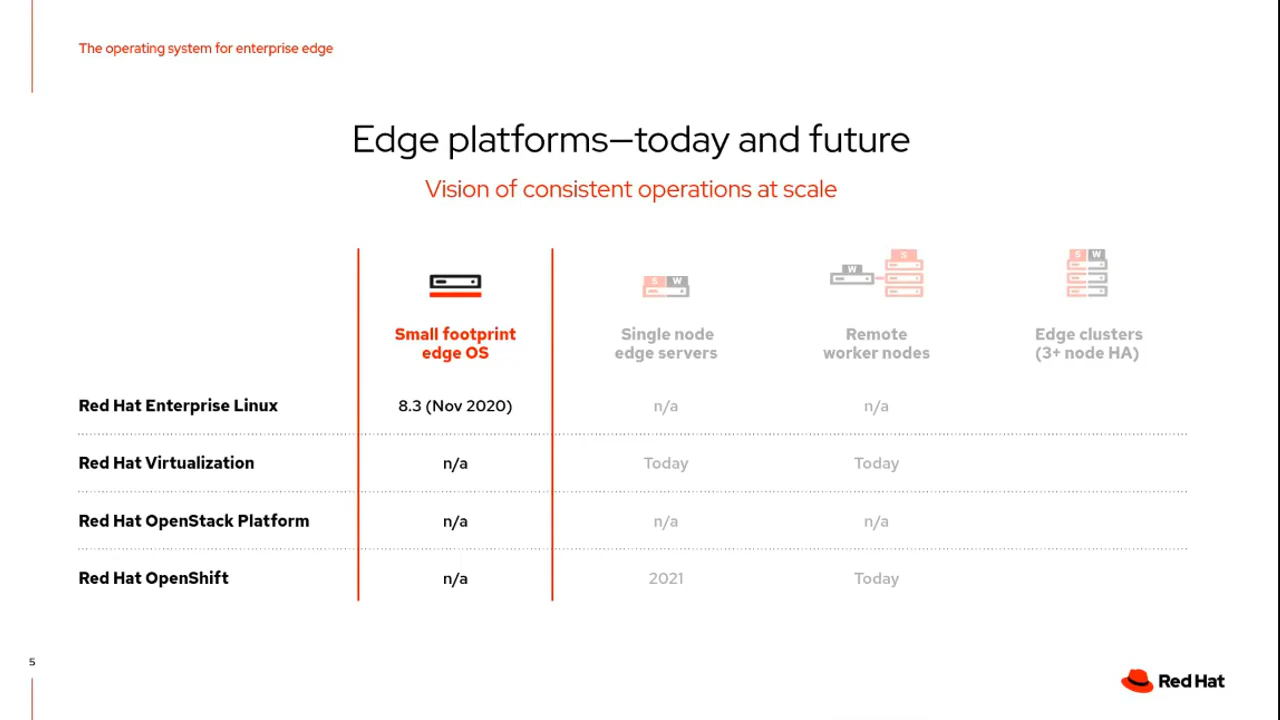 The operating system for enterprise edge
Edge platforms—today and future
Vision of consistent operations at scale
S W W S S W
Small footprint edge OS
Single node edge servers
Remote worker nodes
Edge clusters (3+ node HA)
Red Hat Enterprise Linux 8.3 (Nov 2020) n/a n/a
Red Hat Virtualization n/a Today Today
Red Hat OpenStack Platform n/a n/a n/a
Red Hat OpenShift n/a 2021 Today
5
Red Hat